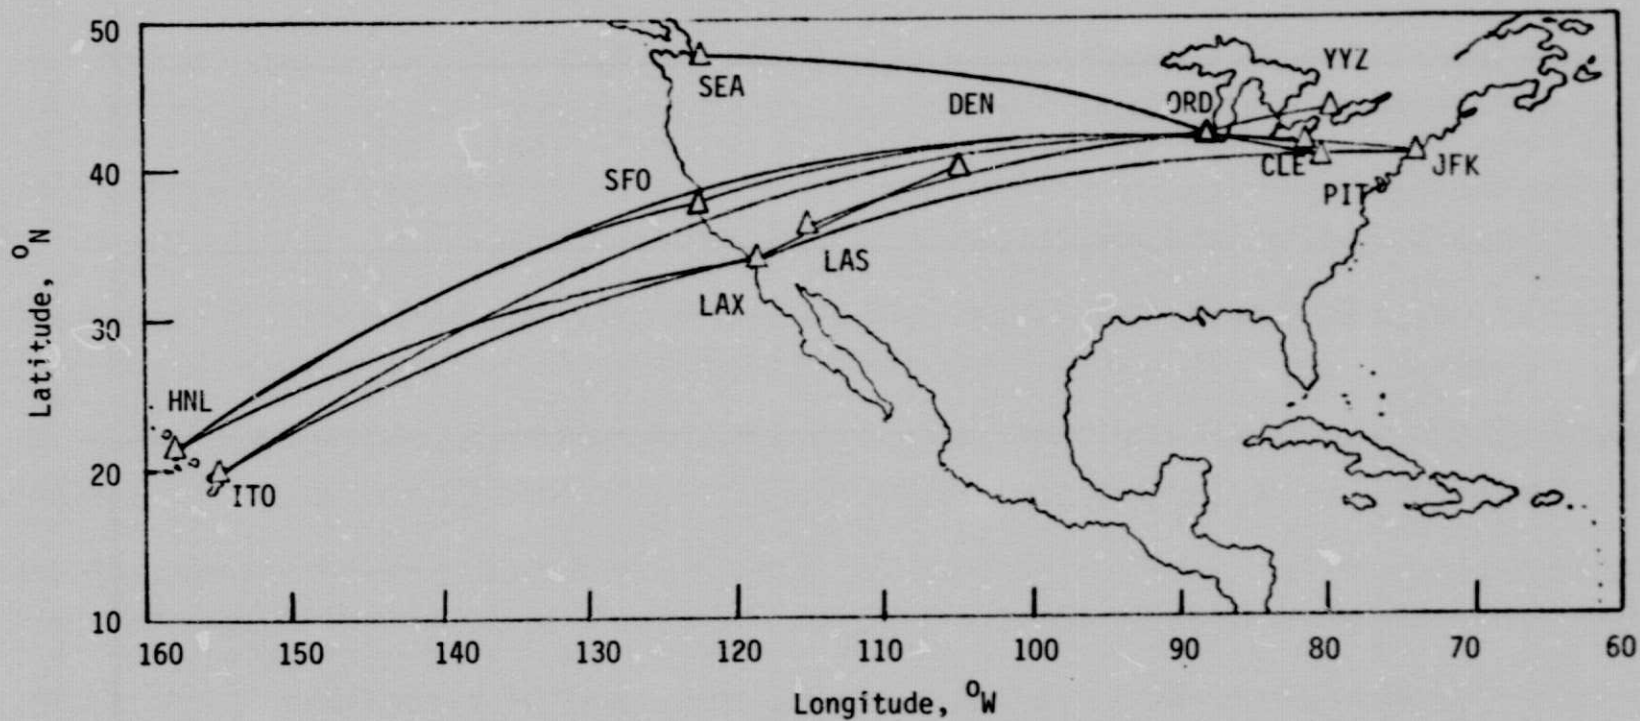 50
YYZ
SEA
DEN
ORD
40
SFO
CLE
JFK
PIT
LAS
LAX
30
HNL
20
ITO
10
160 150 140 130 120 110 100 90 80 70 60
Latitude, °N
Longitude, °W